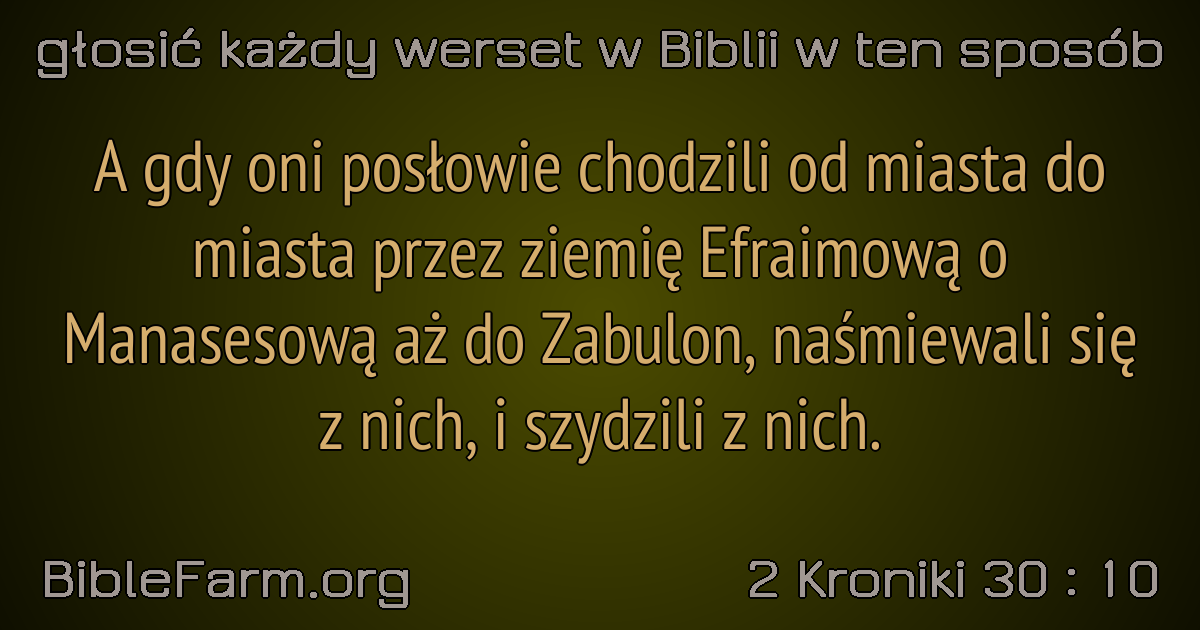 głosić każdy werset w Biblii w ten sposób
A gdy oni posłowie chodzili od miasta do
miasta przez ziemię Efraimową o
Manasesową aż do Zabulon, naśmiewali się
z nich, i szydzili z nich.
BibleFarm.org
2 Kroniki 30 : 10